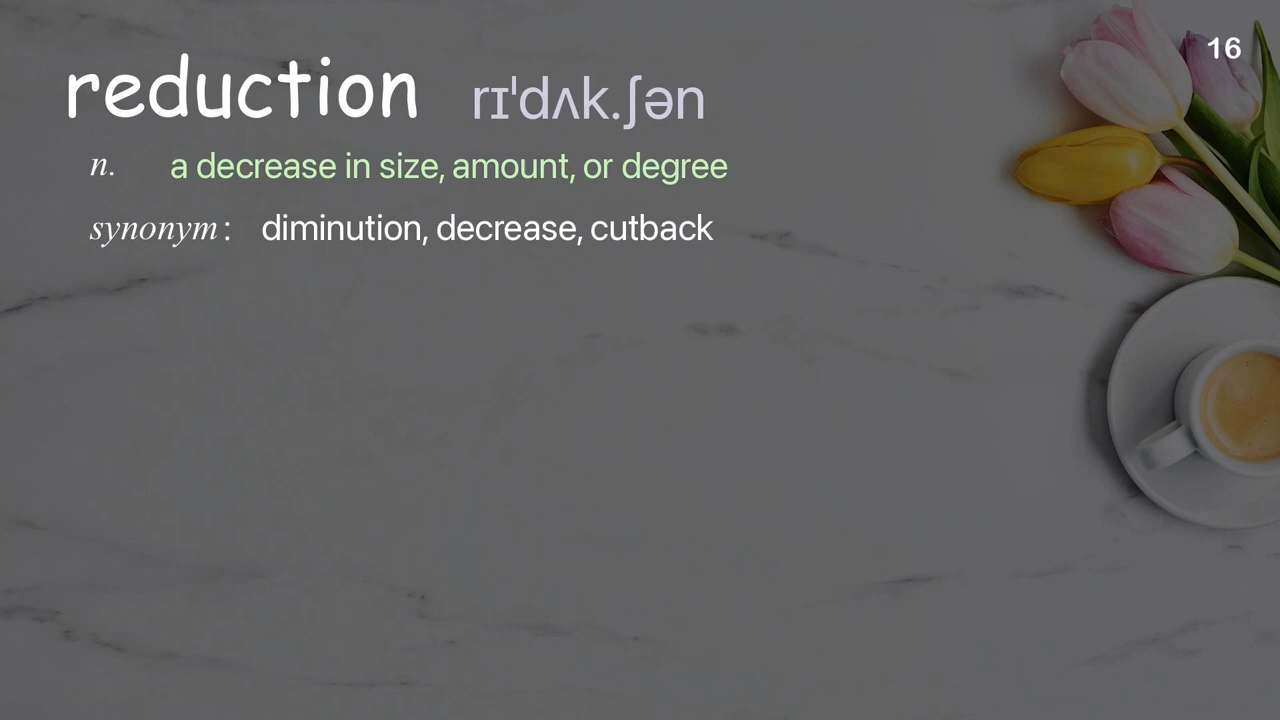 16
reduction rɪˈdʌk.ʃən
n. a decrease in size, amount, or degree
synonym : diminution, decrease, cutback